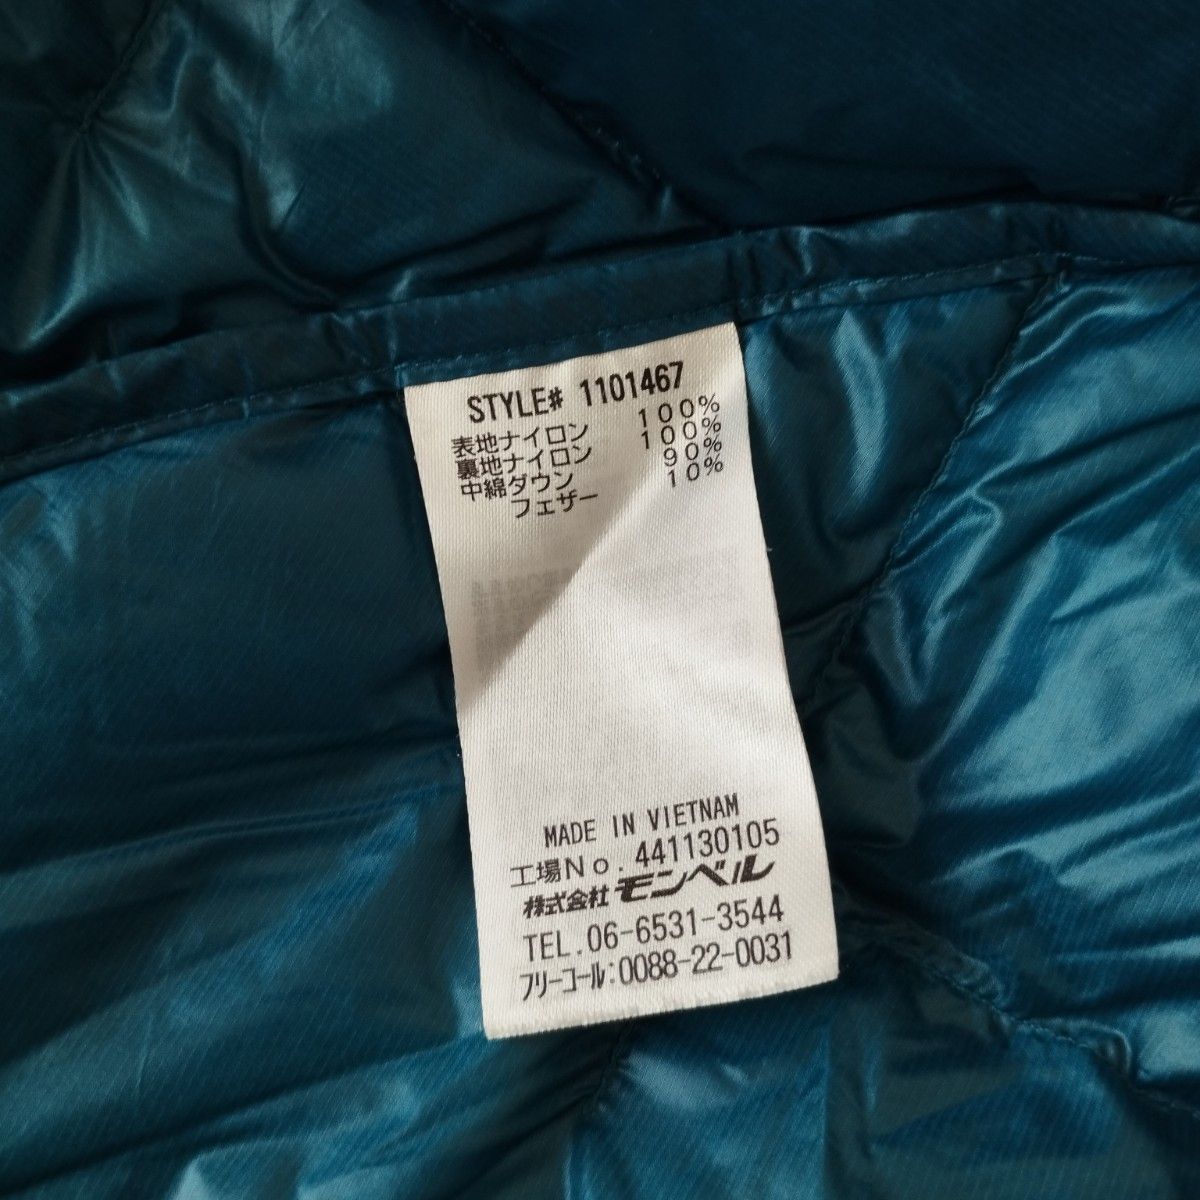 STYLE# 1101467
表地ナイロン 100%
裏地ナイロン 100%
中綿ダウン 90%
フェザー 10%
MADE IN VIETNAM
工場No.441130105
株式会社モンベル
TEL.06-6531-3544
フリーコール:0088-22-0031